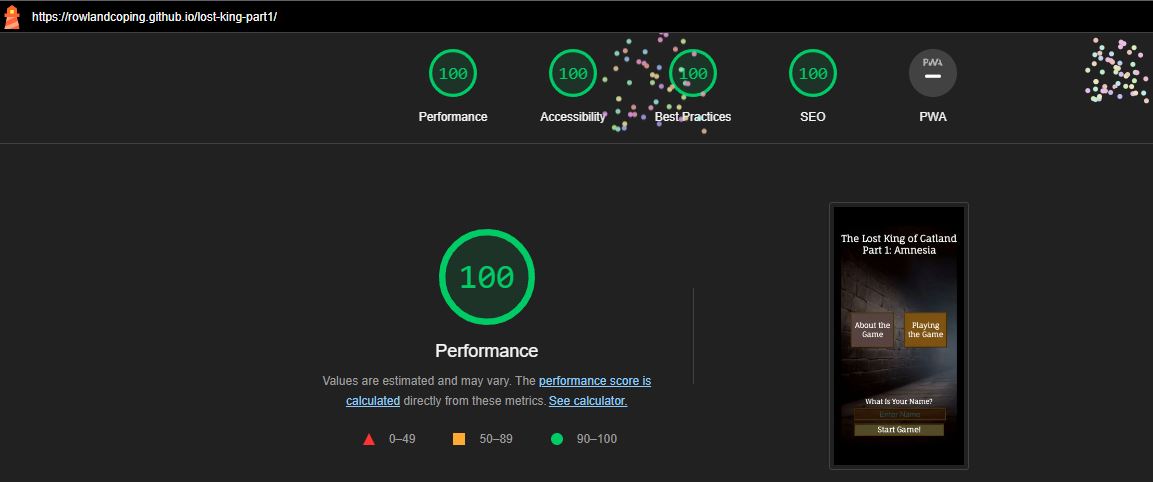 https://rowlandcoping.github.io/lost-king-part1/
100
100
100
100
PWA
Performance
Accessibility
Best Practices
SEO
PWA
100
Performance
Values are estimated and may vary. The performance score is
calculated directly from these metrics. See calculator.
0–49
50–89
90–100
The Lost King of Catland
Part 1: Amnesia
About the
Game
Playing
the Game
What Is Your Name?
Enter Name
Start Game!